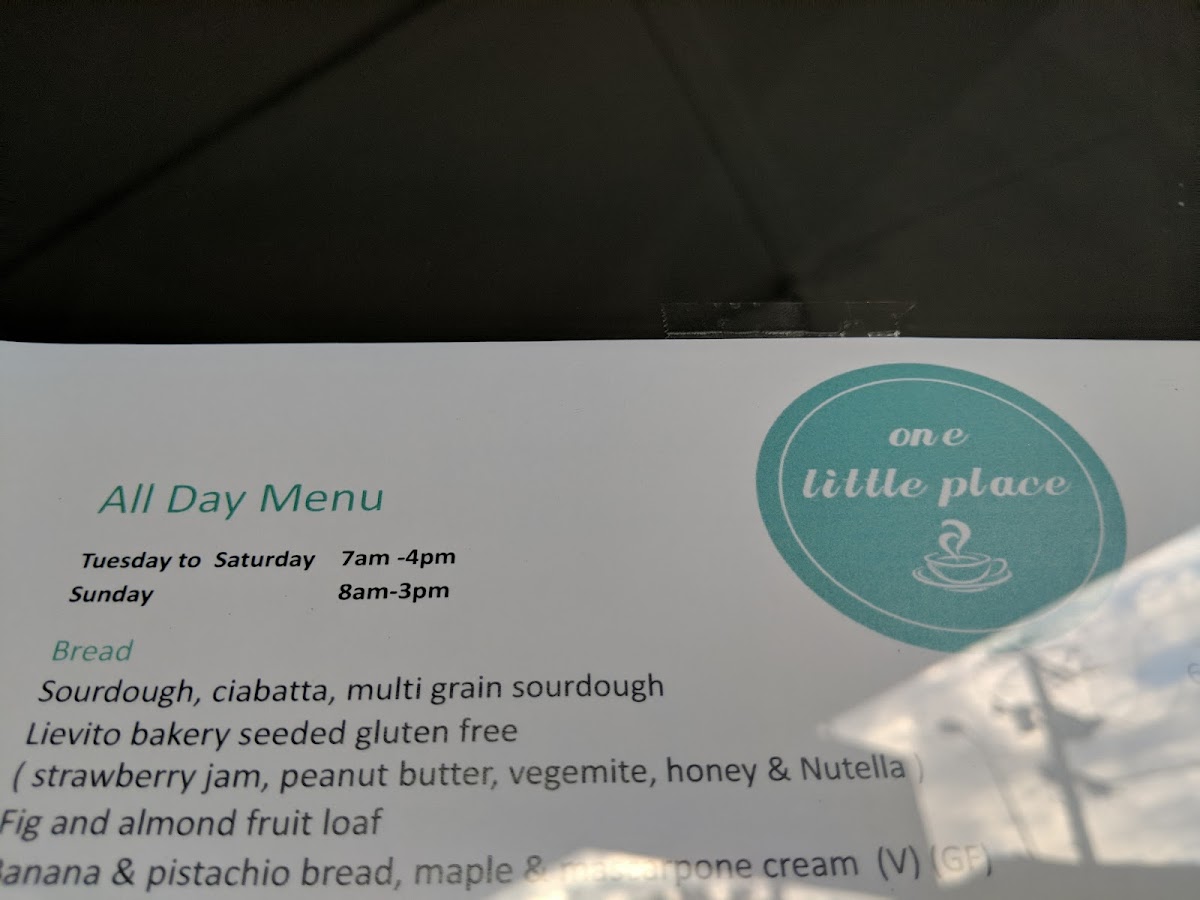 one
little place
All Day Menu
Tuesday to Saturday 7am -4pm
Sunday 8am-3pm
Bread
Sourdough, ciabatta, multi grain sourdough
Lievito bakery seeded gluten free
( strawberry jam, peanut butter, vegemite, honey & Nutella )
Fig and almond fruit loaf
Banana & pistachio bread, maple & mascarpone cream (V) (GF)